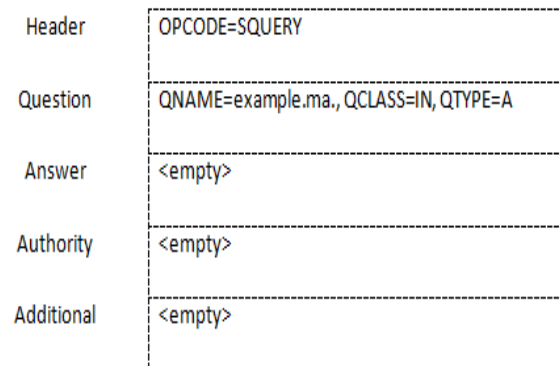 Header OPCODE=SQUERY
Question QNAME=example.ma., QCLASS=IN, QTYPE=A
Answer <empty>
Authority <empty>
Additional <empty>